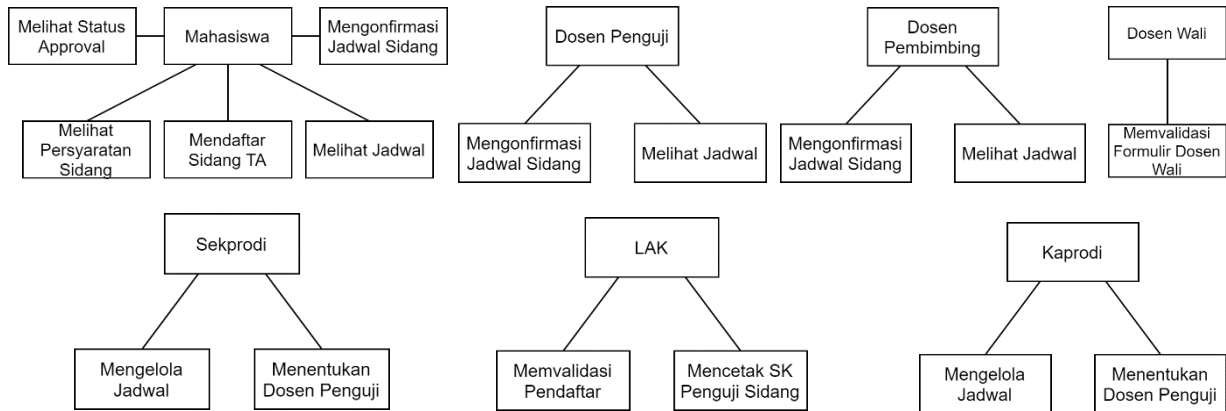 Melihat Status
Approval
Mahasiswa
Mengonfirmasi
Jadwal Sidang
Melihat
Persyaratan
Sidang
Mendaftar
Sidang TA
Melihat Jadwal
Dosen Penguji
Mengonfirmasi
Jadwal Sidang
Melihat Jadwal
Dosen
Pembimbing
Mengonfirmasi
Jadwal Sidang
Melihat Jadwal
Dosen Wali
Memvalidasi
Formulir Dosen
Wali
Sekprodi
Mengelola
Jadwal
Menentukan
Dosen Penguji
LAK
Memvalidasi
Pendaftar
Mencetak SK
Penguji Sidang
Kaprodi
Mengelola
Jadwal
Menentukan
Dosen Penguji